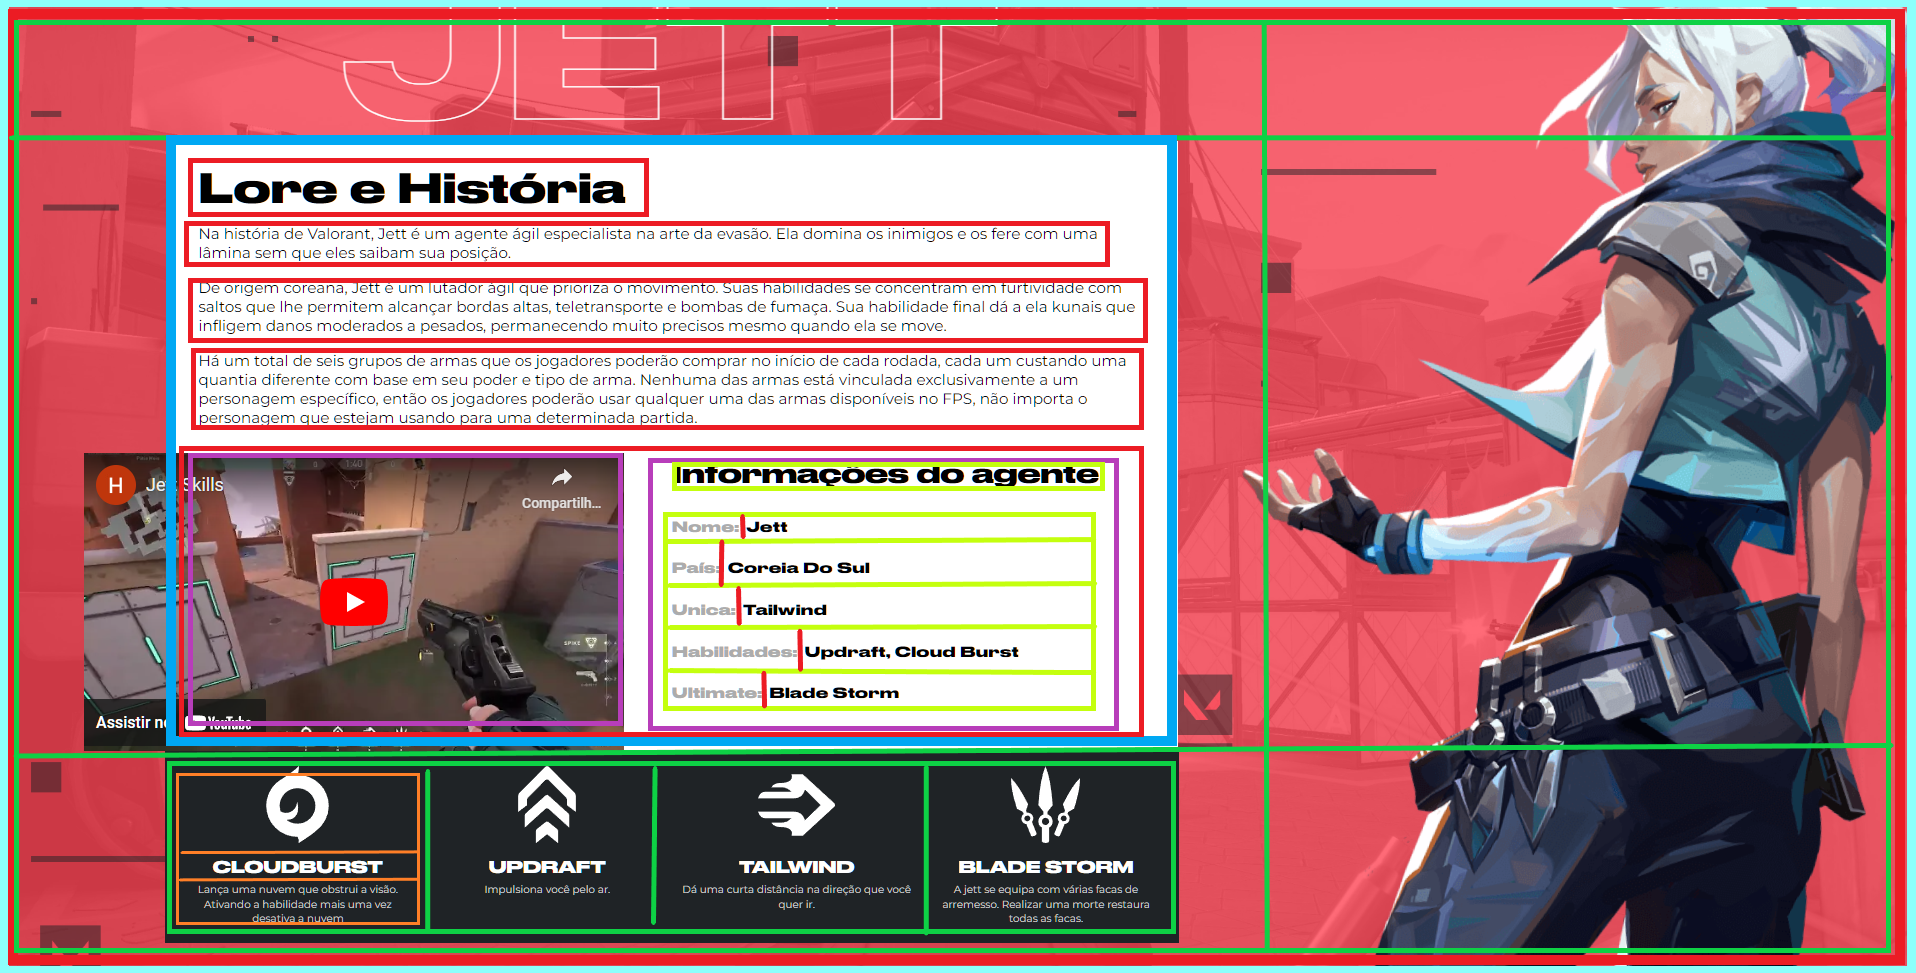 JETT
Lore e História
Na história de Valorant, Jett é um agente ágil especialista na arte da evasão. Ela domina os inimigos e os fere com uma
lâmina sem que eles saibam sua posição.
De origem coreana, Jett é um lutador ágil que prioriza o movimento. Suas habilidades se concentram em furtividade com
saltos que lhe permitem alcançar bordas altas, teletransporte e bombas de fumaça. Sua habilidade final dá a ela kunais que
infligem danos moderados a pesados, permanecendo muito precisos mesmo quando ela se move.
Há um total de seis grupos de armas que os jogadores poderão comprar no início de cada rodada, cada um custando uma
quantia diferente com base em seu poder e tipo de arma. Nenhuma das armas está vinculada exclusivamente a um
personagem específico, então os jogadores poderão usar qualquer uma das armas disponíveis no FPS, não importa o
personagem que estejam usando para uma determinada partida.
H
Jett Skills
1:40
Compartilh...
SPIKE
Assistir no YouTube
Informações do agente
Nome: Jett
País: Coreia Do Sul
Unica: Tailwind
Habilidades: Updraft, Cloud Burst
Ultimate: Blade Storm
CLOUDBURST
Lança uma nuvem que obstrui a visão.
Ativando a habilidade mais uma vez
desativa a nuvem
UPDRAFT
Impulsiona você pelo ar.
TAILWIND
Dá uma curta distância na direção que você
quer ir.
BLADE STORM
A jett se equipa com várias facas de
arremesso. Realizar uma morte restaura
todas as facas.